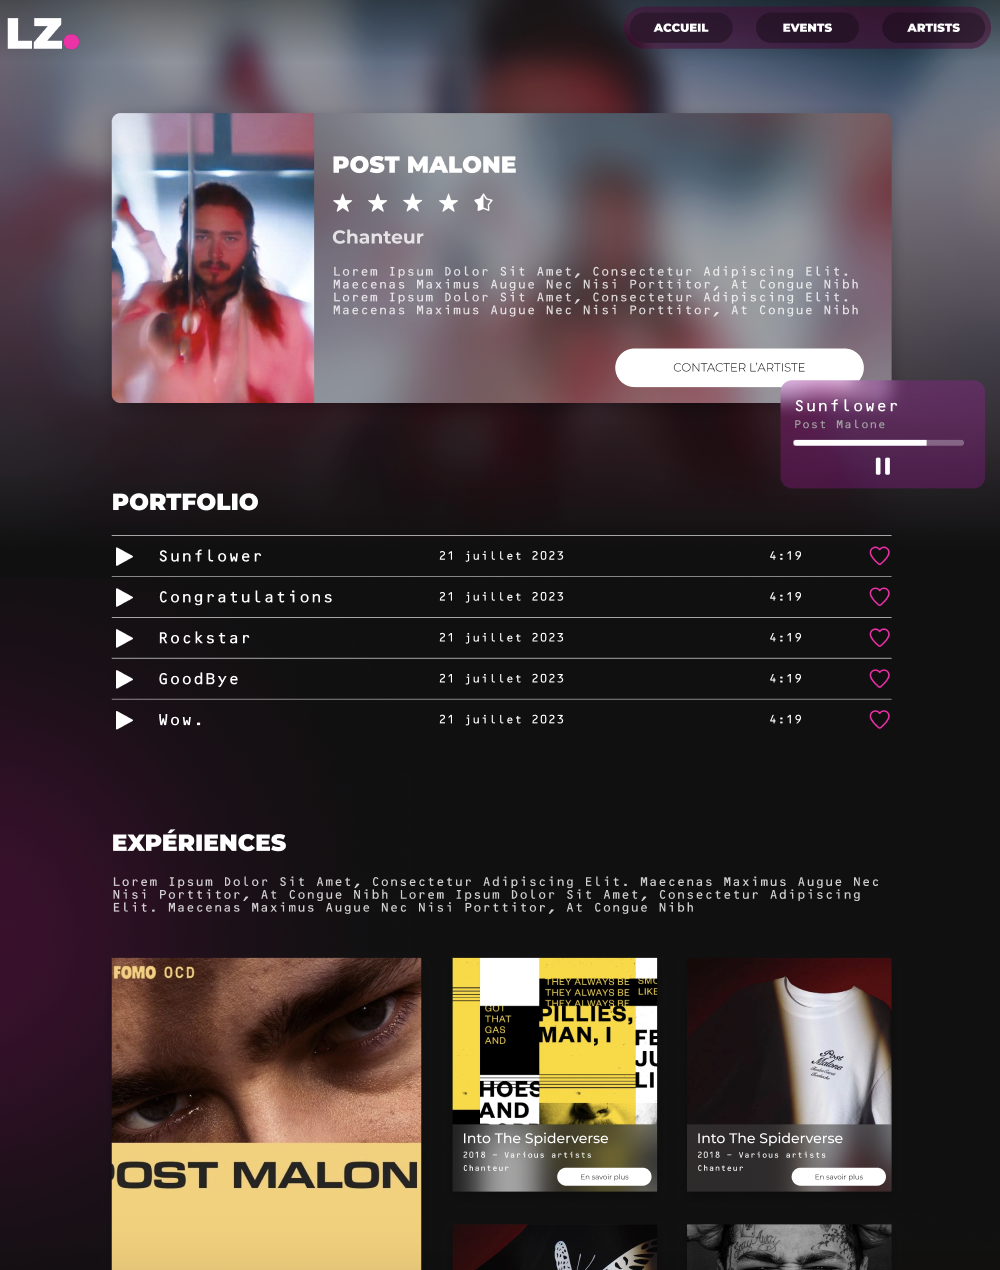 LZ.
ACCUEIL
EVENTS
ARTISTS
POST MALONE
Chanteur
Lorem Ipsum Dolor Sit Amet, Consectetur Adipiscing Elit.
Maecenas Maximus Augue Nec Nisi Porttitor, At Congue Nibh
Lorem Ipsum Dolor Sit Amet, Consectetur Adipiscing Elit.
Maecenas Maximus Augue Nec Nisi Porttitor, At Congue Nibh
CONTACTER L'ARTISTE
Sunflower
Post Malone
PORTFOLIO
Sunflower 21 juillet 2023 4:19
Congratulations 21 juillet 2023 4:19
Rockstar 21 juillet 2023 4:19
GoodBye 21 juillet 2023 4:19
Wow. 21 juillet 2023 4:19
EXPÉRIENCES
Lorem Ipsum Dolor Sit Amet, Consectetur Adipiscing Elit. Maecenas Maximus Augue Nec
Nisi Porttitor, At Congue Nibh Lorem Ipsum Dolor Sit Amet, Consectetur Adipiscing
Elit. Maecenas Maximus Augue Nec Nisi Porttitor, At Congue Nibh
FOMO OCD
POST MALON
THEY ALWAYS BE
THEY ALWAYS BE
THEY ALWAYS BE
SMO
LIKE
GOT
THAT
GAS
AND
PILLIES,
MAN, I
FE
JU
LI
HOES
AND
Into The Spiderverse
2018 - Various artists
Chanteur
En savoir plus
Post
Malone
Into The Spiderverse
2018 - Various artists
Chanteur
En savoir plus